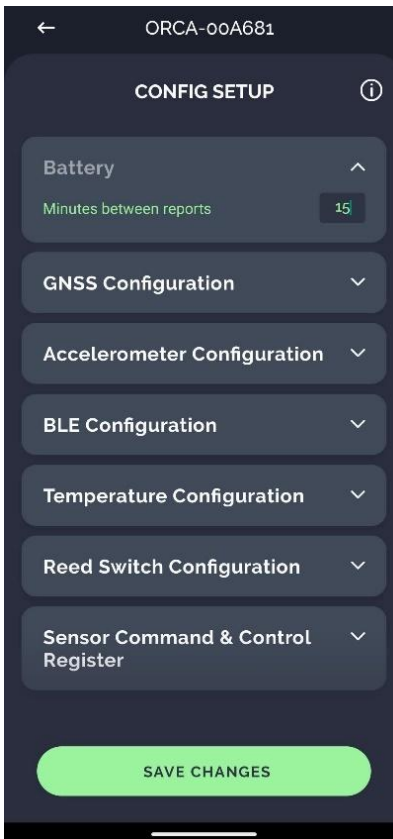 ORCA-00A681
CONFIG SETUP
Battery
Minutes between reports 15
GNSS Configuration
Accelerometer Configuration
BLE Configuration
Temperature Configuration
Reed Switch Configuration
Sensor Command & Control
Register
SAVE CHANGES